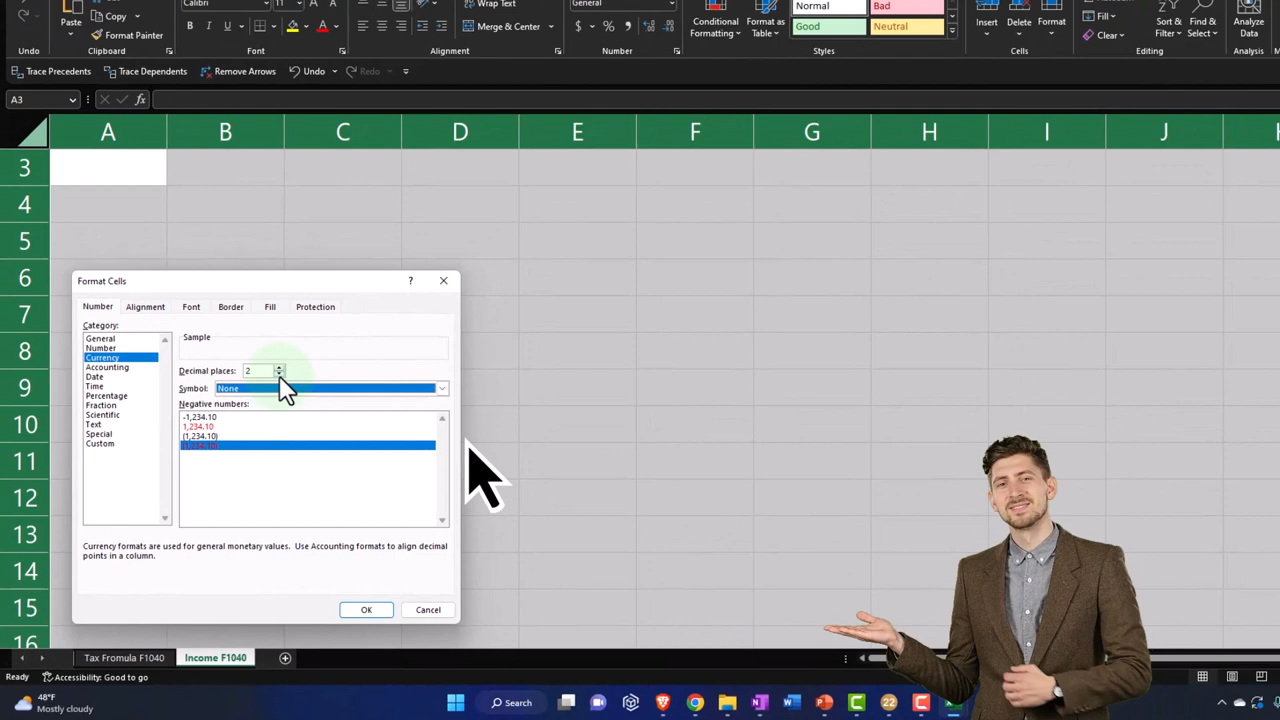 Calibri 11 Wrap Text General Normal Bad
Paste Copy Format Painter B I U A Merge & Center $ % Conditional Formatting Format as Table Good Neutral Insert Delete Format Fill Clear Sort & Filter Find & Select Analyze Data
Undo Clipboard Font Alignment Number Styles Cells Editing Analysis
Trace Precedents Trace Dependents Remove Arrows Undo Redo
A3 fx
A B C D E F G H I J
3
4
5
6
7
8
9
10
11
12
13
14
15
16
Format Cells ?
Number Alignment Font Border Fill Protection
Category:
General
Number
Currency
Accounting
Date
Time
Percentage
Fraction
Scientific
Text
Special
Custom
Sample
Decimal places: 2
Symbol: None
Negative numbers:
-1,234.10
1,234.10
(1,234.10)
(1,234.10)
Currency formats are used for general monetary values. Use Accounting formats to align decimal
points in a column.
OK Cancel
Tax Fromula F1040 Income F1040
Ready Accessibility: Good to go
48°F
Mostly cloudy
Search
22